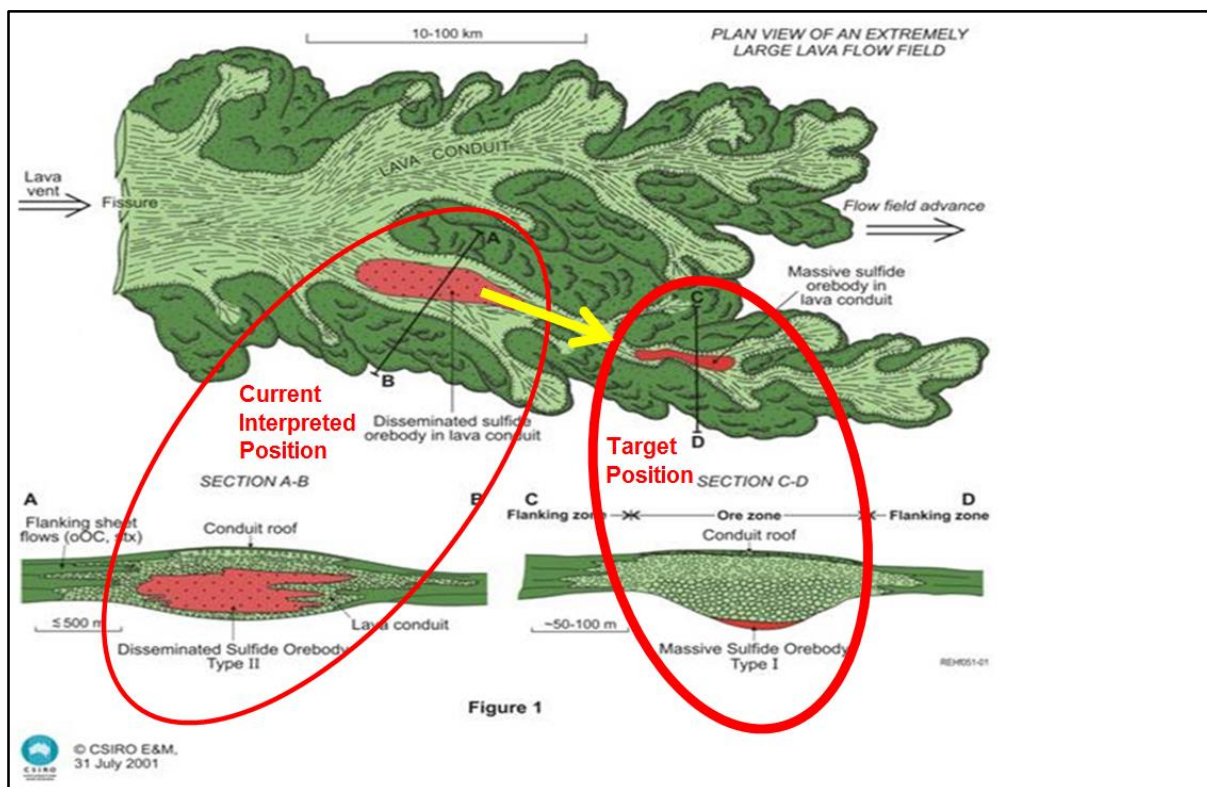 10-100 km
PLAN VIEW OF AN EXTREMELY
LARGE LAVA FLOW FIELD
LAVA CONDUIT
Lava
vent
Fissure
Flow field advance
A
B
Massive sulfide
orebody in
lava conduit
C
D
Current
Interpreted
Position
Disseminated sulfide
orebody in lava conduit
Target
Position
SECTION A-B
SECTION C-D
A
B
Flanking sheet
flows (oOC, stx)
Conduit roof
≤500 m
Lava conduit
Disseminated Sulfide Orebody
Type II
C
D
Flanking zone
Ore zone
Flanking zone
Conduit roof
~50-100 m
Massive Sulfide Orebody
Type I
REHf051-01
Figure 1
CSIRO
© CSIRO E&M,
31 July 2001